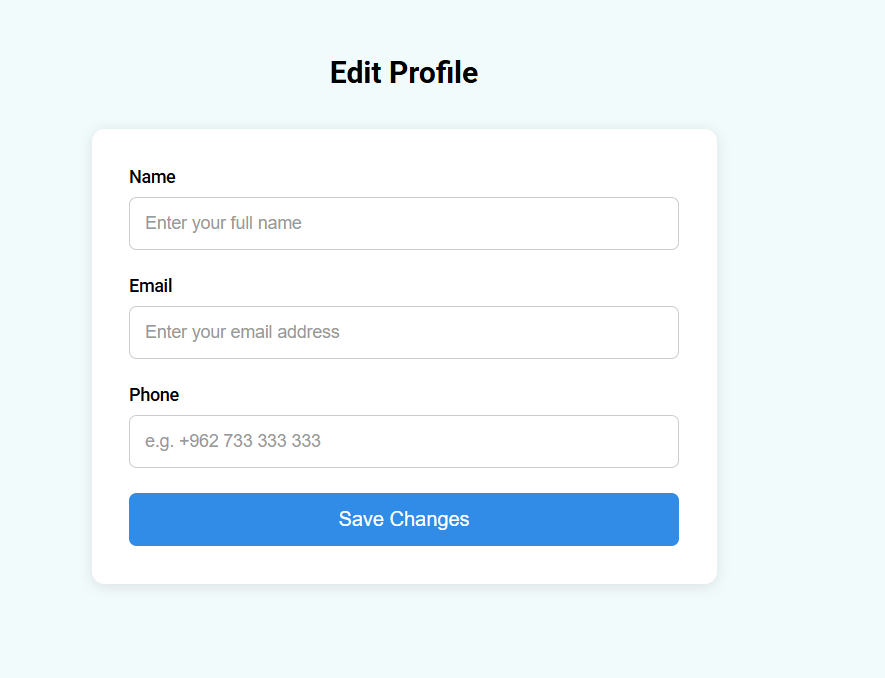 Edit Profile
Name
Enter your full name
Email
Enter your email address
Phone
e.g. +962 733 333 333
Save Changes